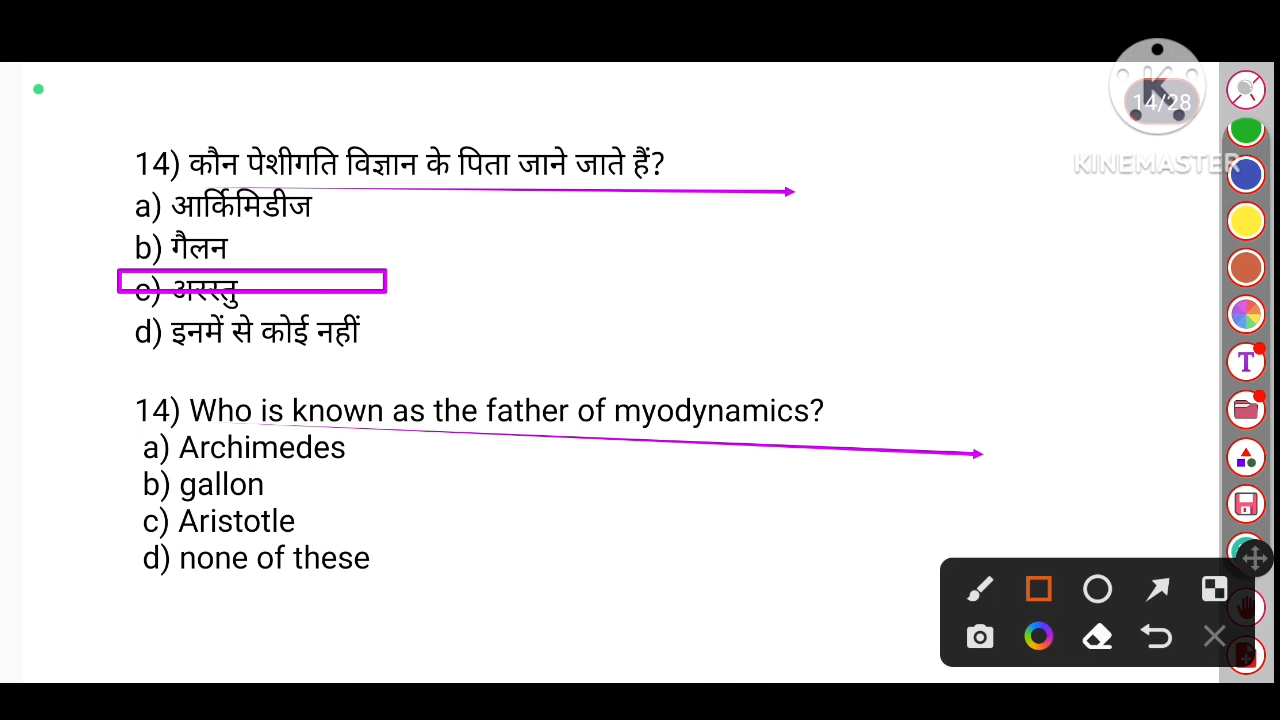 14/28
KINEMASTER
14) कौन पेशीगति विज्ञान के पिता जाने जाते हैं?
a) आर्किमिडीज
b) गैलन
c) अरस्तु
d) इनमें से कोई नहीं
14) Who is known as the father of myodynamics?
a) Archimedes
b) gallon
c) Aristotle
d) none of these
T